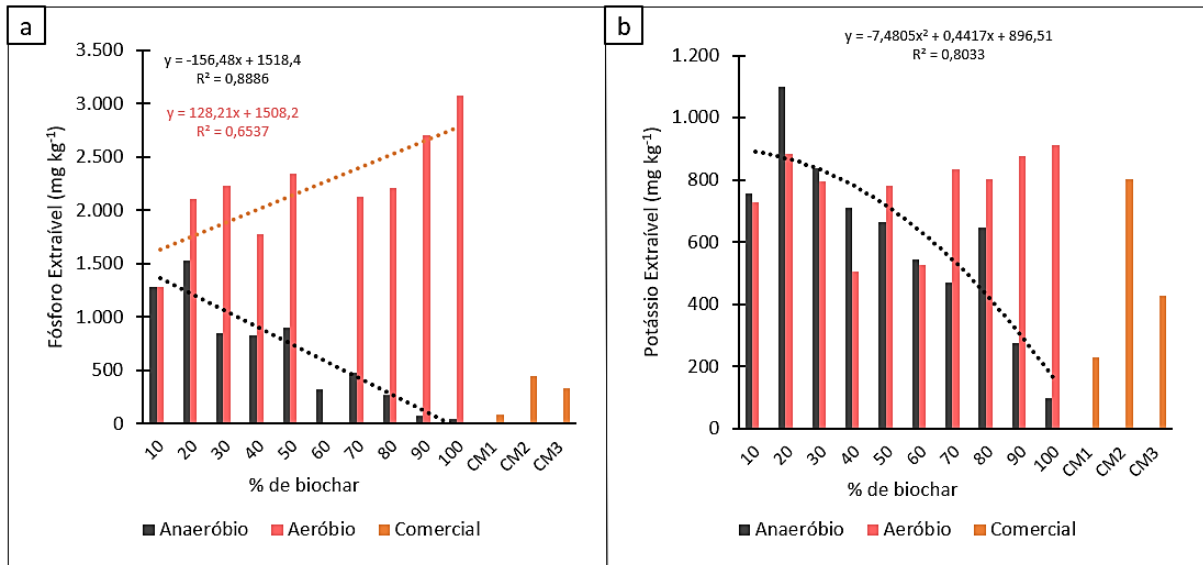 a
y = -156,48x + 1518,4
R² = 0,8886
y = 128,21x + 1508,2
R² = 0,6537
Fósforo Extraível (mg kg⁻¹)
3.500
3.000
2.500
2.000
1.500
1.000
500
0
10 20 30 40 50 60 70 80 90 100 CM1 CM2 CM3
% de biochar
Anaeróbio Aeróbio Comercial
b
y = -7,4805x² + 0,4417x + 896,51
R² = 0,8033
Potássio Extraível (mg kg⁻¹)
1.200
1.000
800
600
400
200
0
10 20 30 40 50 60 70 80 90 100 CM1 CM2 CM3
% de biochar
Anaeróbio Aeróbio Comercial